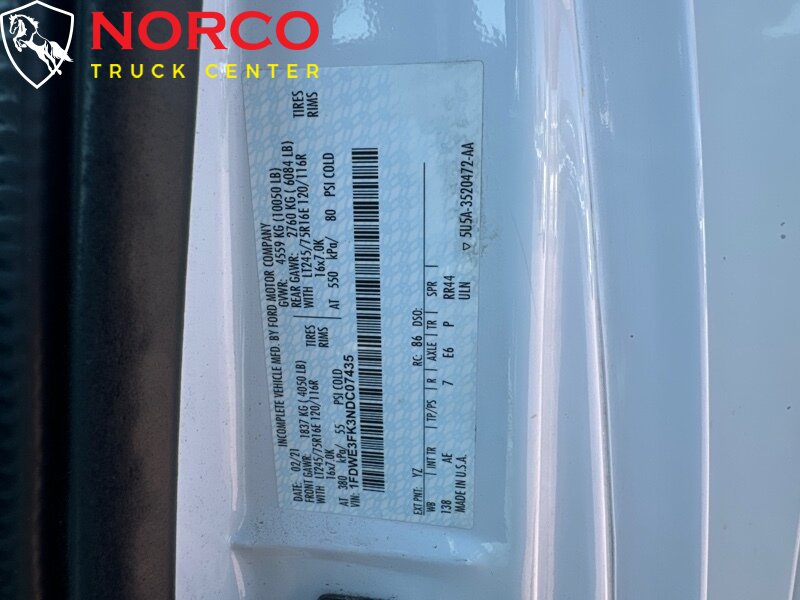 NORCO
TRUCK CENTER
INCOMPLETE VEHICLE MFD. BY FORD MOTOR COMPANY
DATE: 02/21 GVWR: 4559 KG (10050 LB)
FRONT GAWR: 1837 KG (4050 LB) REAR GAWR: 2760 KG (6084 LB)
WITH LT245/75R16E 120/116R TIRES WITH LT245/75R16E 120/116R TIRES
16x7.0K RIMS 16x7.0K RIMS
AT 380 kPa/ 55 PSI COLD AT 550 kPa/ 80 PSI COLD
VIN: 1FDWE3FK3NDC07435
EXT PNT: YZ RC: 86 DSO:
WB INT TR TP/PS R AXLE TR SPR
138 AE 7 E6 P RR44
MADE IN U.S.A. ULN
▽ 5U5A-3520472-AA